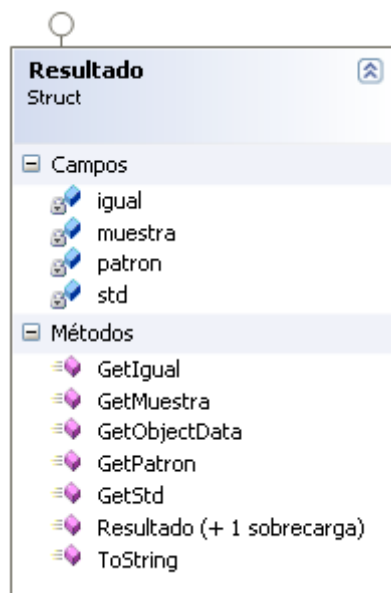 Resultado
Struct
Campos
igual
muestra
patron
std
Métodos
GetIgual
GetMuestra
GetObjectData
GetPatron
GetStd
Resultado (+ 1 sobrecarga)
ToString